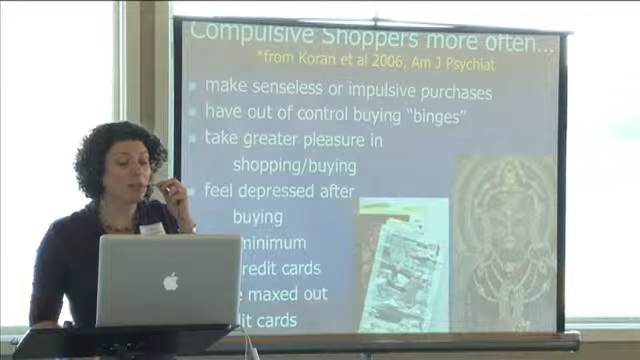 Compulsive Shoppers more often…
*from Koran et al 2006, Am J Psychiat
make senseless or impulsive purchases
have out of control buying “binges”
take greater pleasure in
shopping/buying
feel depressed after
buying
minimum
cards
maxed out
cards